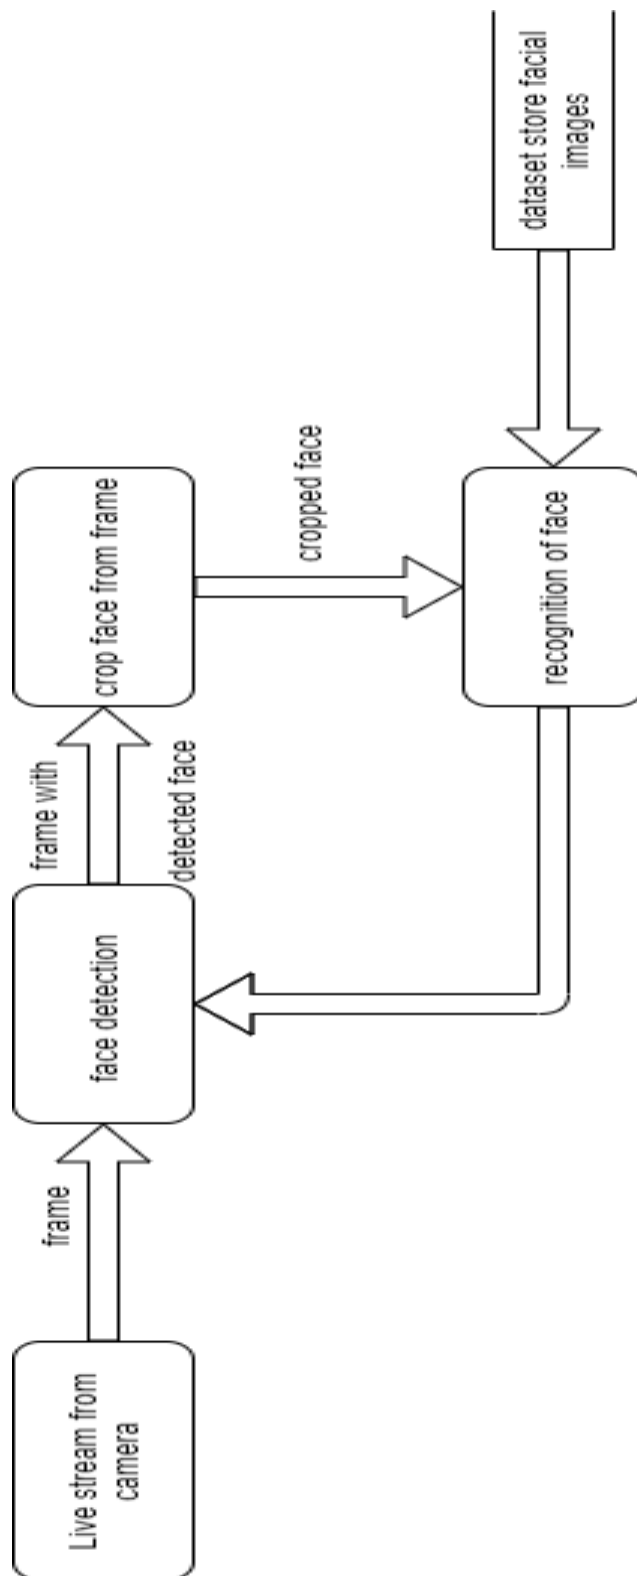 Live stream from
camera
frame
face detection
frame with
detected face
crop face from frame
cropped face
recognition of face
dataset store facial
images